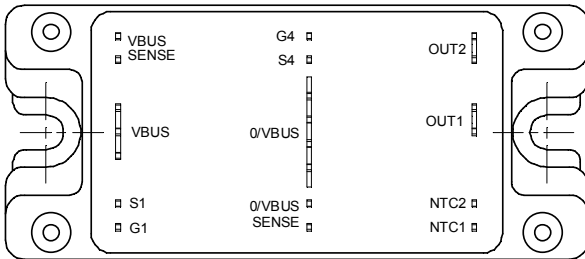 VBUS
SENSE
G4
S4
OUT2
VBUS
0/VBUS
OUT1
S1
G1
0/VBUS
SENSE
NTC2
NTC1